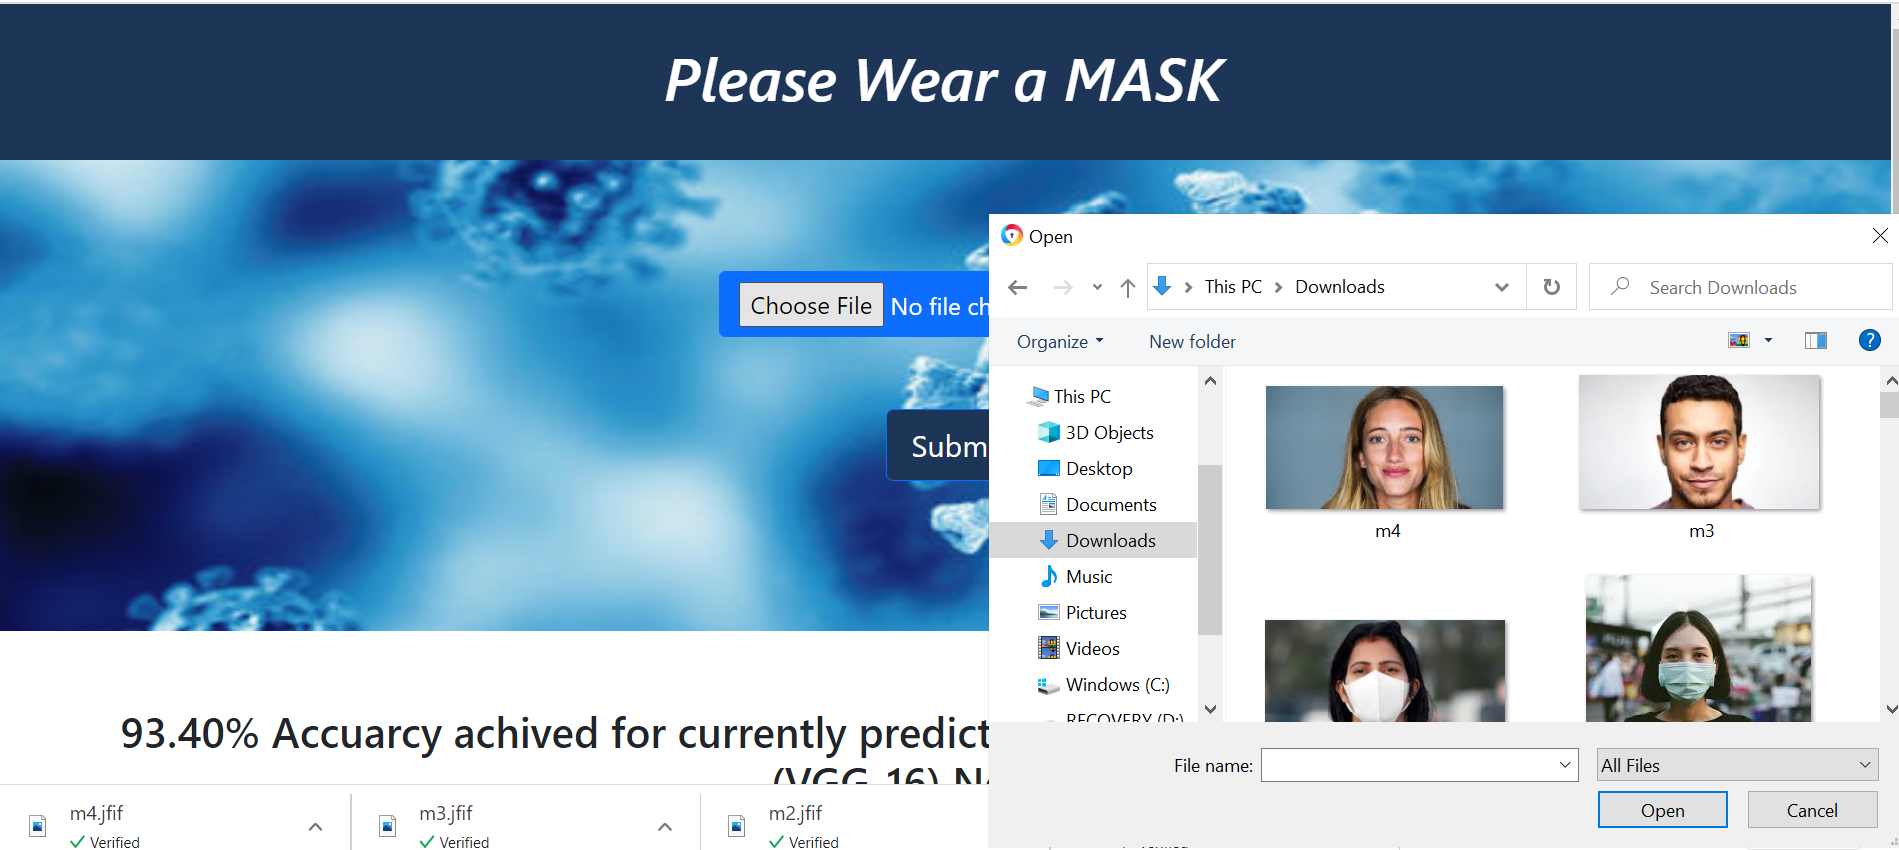 Please Wear a MASK
Choose File No file ch
Subm
93.40% Accuarcy achived for currently predict
(VGG-16) N
Open
This PC Downloads
Search Downloads
Organize
New folder
This PC
3D Objects
Desktop
Documents
Downloads
Music
Pictures
Videos
Windows (C:)
RECOVERY (D:)
m4
m3
File name:
All Files
Open
Cancel
m4.jfif
Verified
m3.jfif
Verified
m2.jfif
Verified